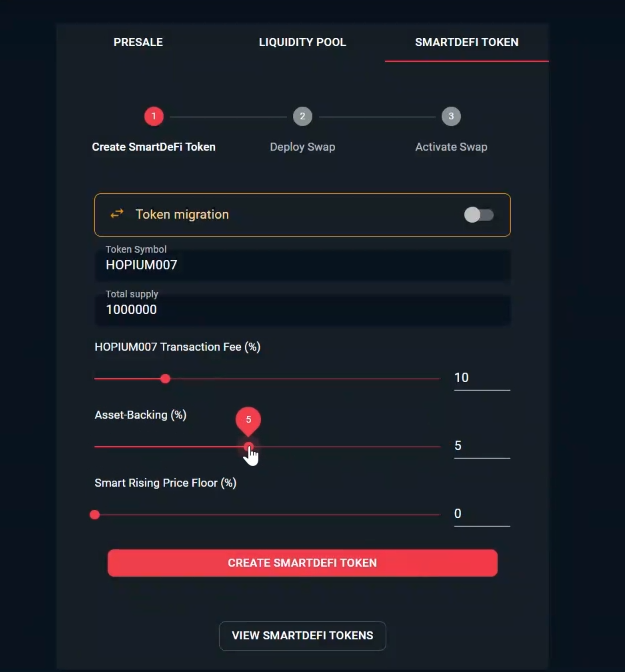 PRESALE LIQUIDITY POOL SMARTDEFI TOKEN
1 2 3
Create SmartDeFi Token Deploy Swap Activate Swap
Token migration
Token Symbol
HOPIUM007
Total supply
1000000
HOPIUM007 Transaction Fee (%)
10
Asset-Backing (%)
5
5
Smart Rising Price Floor (%)
0
CREATE SMARTDEFI TOKEN
VIEW SMARTDEFI TOKENS